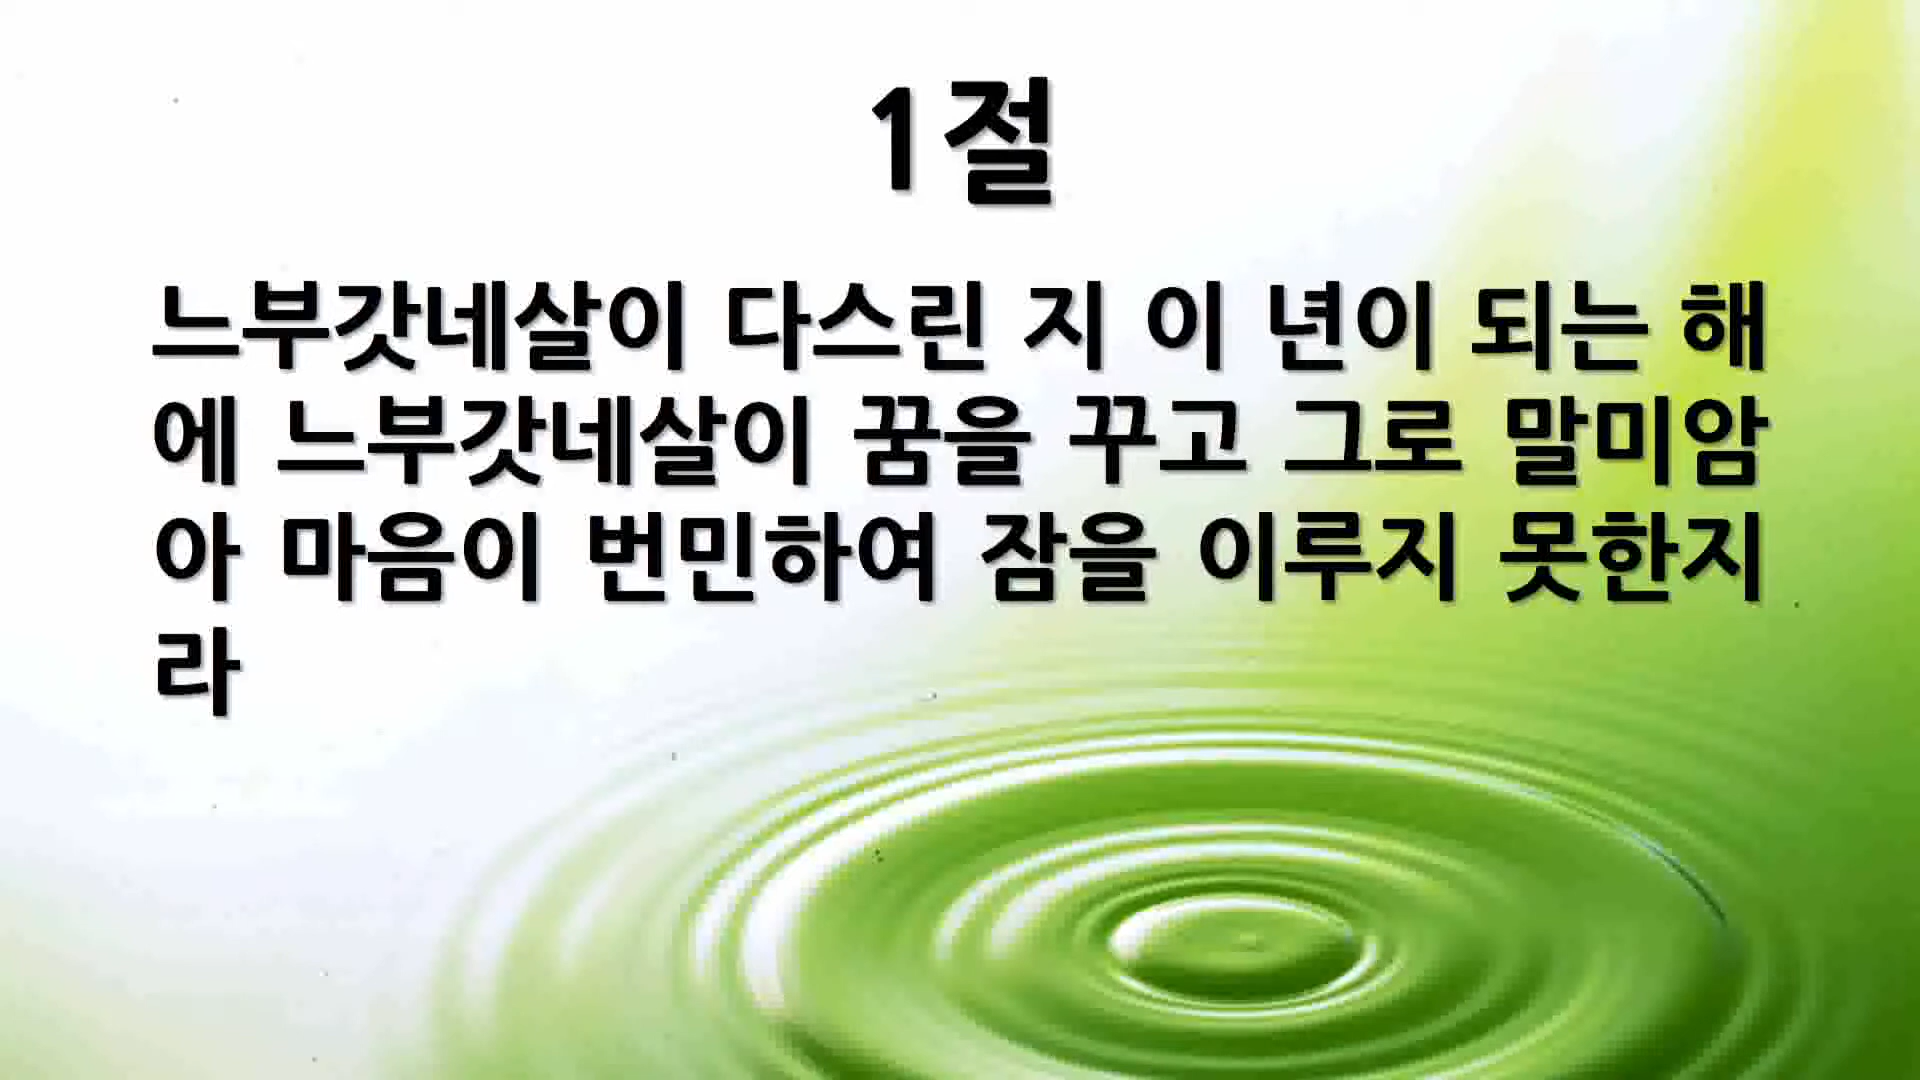 1절
느부갓네살이 다스린 지 이 년이 되는 해
에 느부갓네살이 꿈을 꾸고 그로 말미암
아 마음이 번민하여 잠을 이루지 못한지
라